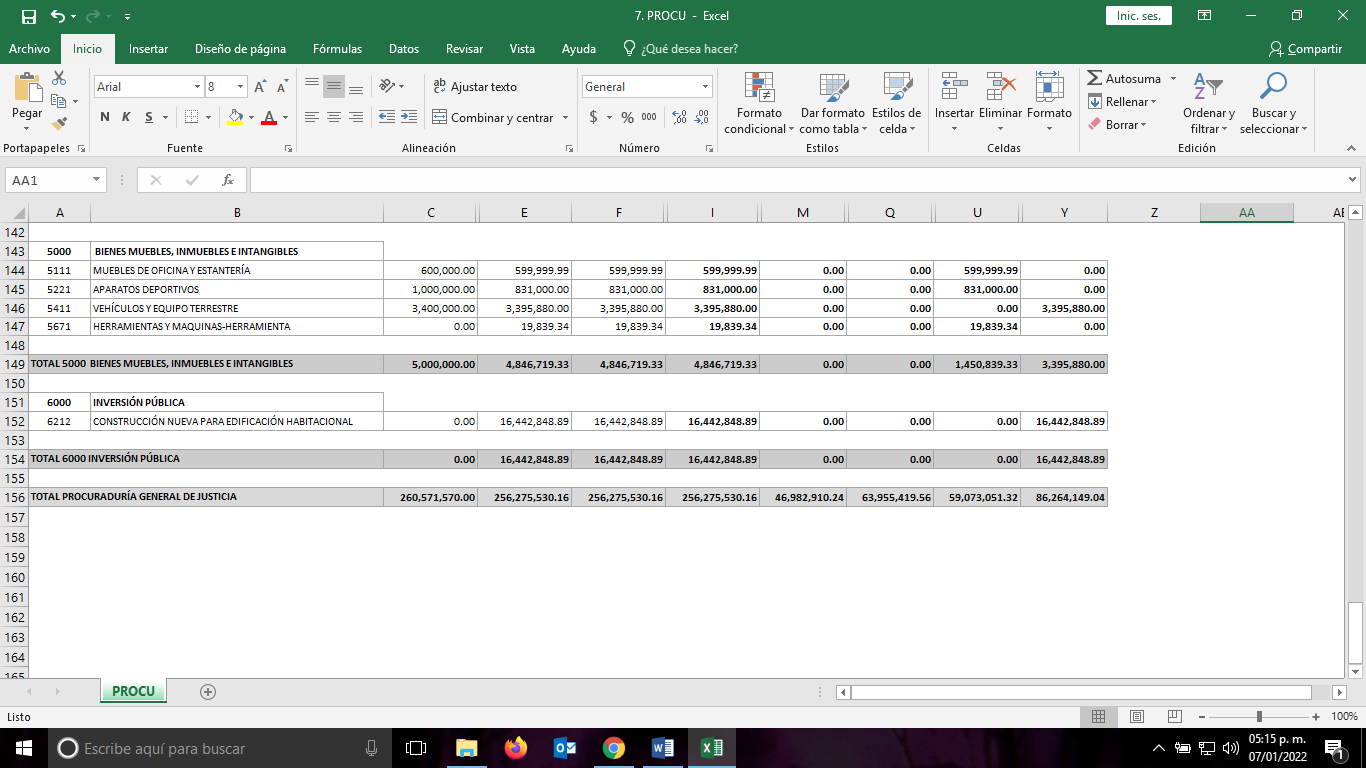 7. PROCU - Excel
Inic. ses.
Archivo Inicio Insertar Diseño de página Fórmulas Datos Revisar Vista Ayuda ¿Qué desea hacer? Compartir
Pegar
Arial 8
N K S
Ajustar texto
Combinar y centrar
General
$ % 000
Formato condicional
Dar formato como tabla
Estilos de celda
Insertar Eliminar Formato
Autosuma
Rellenar
Borrar
Ordenar y filtrar
Buscar y seleccionar
Portapapeles Fuente Alineación Número Estilos Celdas Edición
AA1 fx
A B C E F I M Q U Y Z AA AE
142
143 5000 BIENES MUEBLES, INMUEBLES E INTANGIBLES
144 5111 MUEBLES DE OFICINA Y ESTANTERÍA 600,000.00 599,999.99 599,999.99 599,999.99 0.00 0.00 599,999.99 0.00
145 5221 APARATOS DEPORTIVOS 1,000,000.00 831,000.00 831,000.00 831,000.00 0.00 0.00 831,000.00 0.00
146 5411 VEHÍCULOS Y EQUIPO TERRESTRE 3,400,000.00 3,395,880.00 3,395,880.00 3,395,880.00 0.00 0.00 0.00 3,395,880.00
147 5671 HERRAMIENTAS Y MAQUINAS-HERRAMIENTA 0.00 19,839.34 19,839.34 19,839.34 0.00 0.00 19,839.34 0.00
148
149 TOTAL 5000 BIENES MUEBLES, INMUEBLES E INTANGIBLES 5,000,000.00 4,846,719.33 4,846,719.33 4,846,719.33 0.00 0.00 1,450,839.33 3,395,880.00
150
151 6000 INVERSIÓN PÚBLICA
152 6212 CONSTRUCCIÓN NUEVA PARA EDIFICACIÓN HABITACIONAL 0.00 16,442,848.89 16,442,848.89 16,442,848.89 0.00 0.00 0.00 16,442,848.89
153
154 TOTAL 6000 INVERSIÓN PÚBLICA 0.00 16,442,848.89 16,442,848.89 16,442,848.89 0.00 0.00 0.00 16,442,848.89
155
156 TOTAL PROCURADURÍA GENERAL DE JUSTICIA 260,571,570.00 256,275,530.16 256,275,530.16 256,275,530.16 46,982,910.24 63,955,419.56 59,073,051.32 86,264,149.04
157
158
159
160
161
162
163
164
165
PROCU
Listo 100%
Escribe aquí para buscar
05:15 p. m.
07/01/2022
1